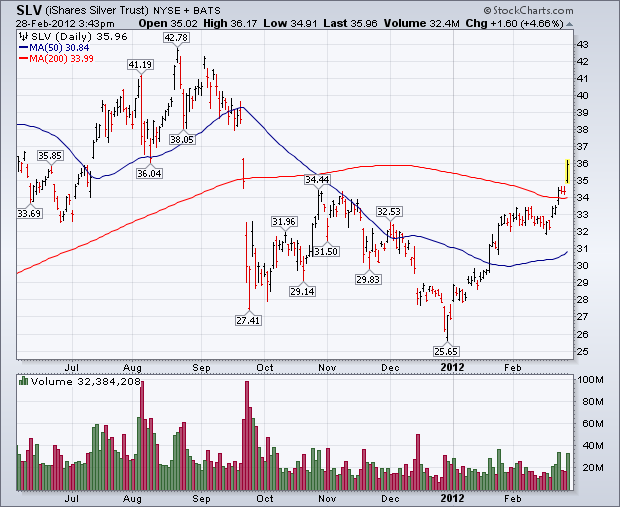 SLV (iShares Silver Trust) NYSE + BATS © StockCharts.com
28-Feb-2012 3:43pm Open 35.02 High 36.17 Low 34.91 Last 35.96 Volume 32.4M Chg +1.60 (+4.66%)
SLV (Daily) 35.96
MA(50) 30.84
MA(200) 33.99
42.78
41.19
38.05
36.04
35.85
33.69
34.44
32.53
31.96
31.50
29.83
29.14
27.41
25.65
43
42
41
40
39
38
37
36
35
34
33
32
31
30
29
28
27
26
25
Jul Aug Sep Oct Nov Dec 2012 Feb
Volume 32,384,208
100M
80M
60M
40M
20M
Jul Aug Sep Oct Nov Dec 2012 Feb